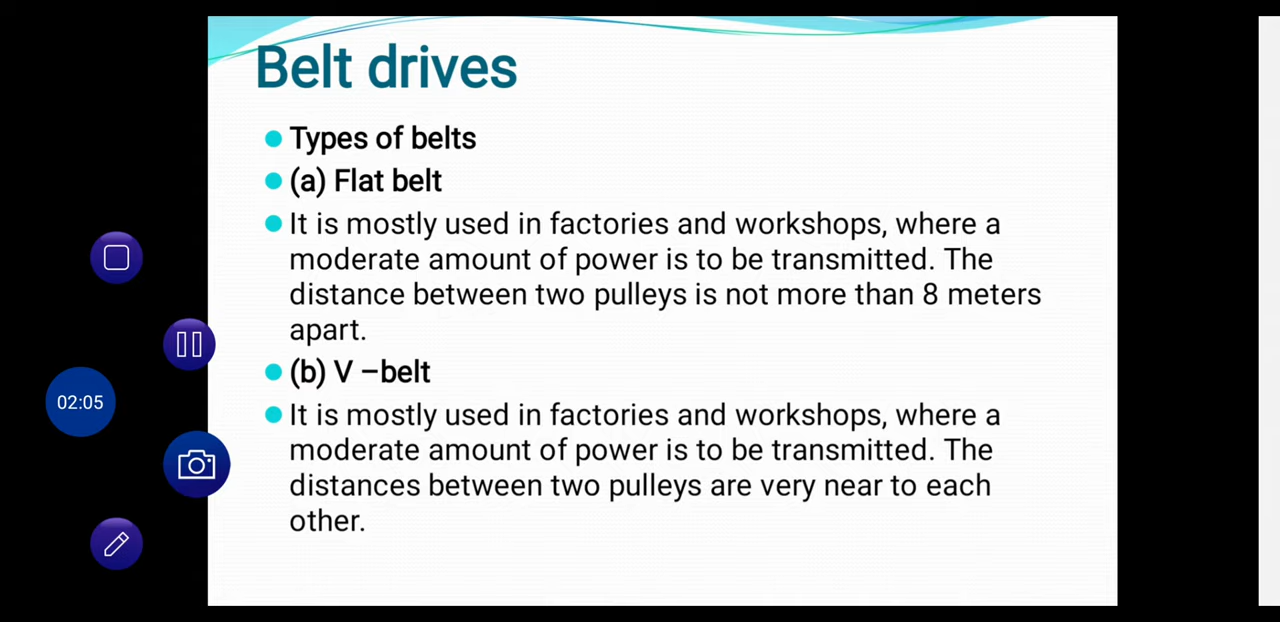 Belt drives
Types of belts
(a) Flat belt
It is mostly used in factories and workshops, where a
moderate amount of power is to be transmitted. The
distance between two pulleys is not more than 8 meters
apart.
(b) V –belt
It is mostly used in factories and workshops, where a
moderate amount of power is to be transmitted. The
distances between two pulleys are very near to each
other.
02:05